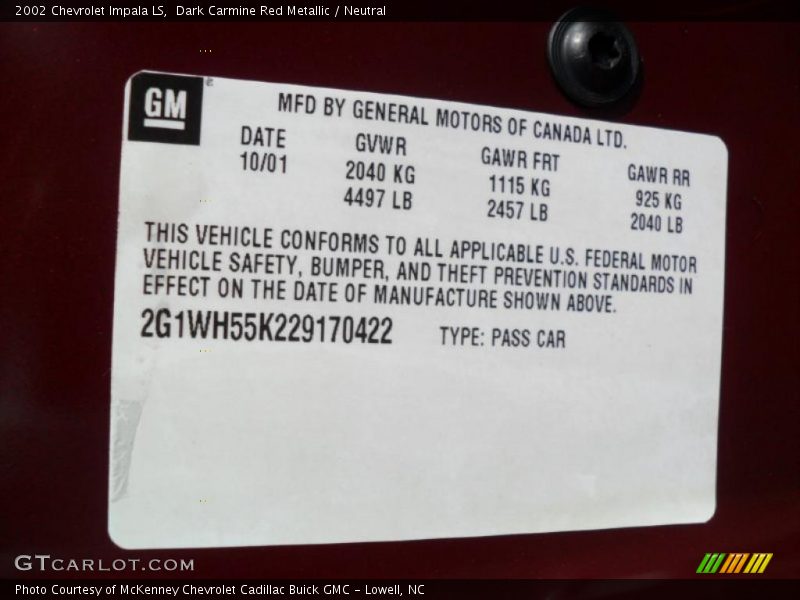 2002 Chevrolet Impala LS, Dark Carmine Red Metallic / Neutral
GM
MFD BY GENERAL MOTORS OF CANADA LTD.
DATE GVWR GAWR FRT GAWR RR
10/01 2040 KG 1115 KG 925 KG
4497 LB 2457 LB 2040 LB
THIS VEHICLE CONFORMS TO ALL APPLICABLE U.S. FEDERAL MOTOR
VEHICLE SAFETY, BUMPER, AND THEFT PREVENTION STANDARDS IN
EFFECT ON THE DATE OF MANUFACTURE SHOWN ABOVE.
2G1WH55K229170422 TYPE: PASS CAR
GTCARLOT.COM
Photo Courtesy of McKenney Chevrolet Cadillac Buick GMC - Lowell, NC